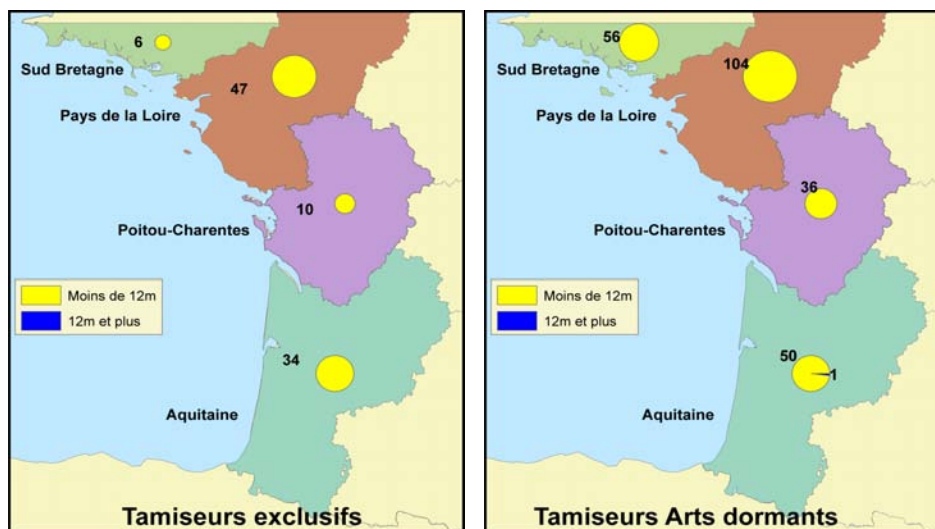 6
Sud Bretagne
47
Pays de la Loire
10
Poitou-Charentes
Moins de 12m
12m et plus
34
Aquitaine
Tamiseurs exclusifs
56
Sud Bretagne
104
Pays de la Loire
36
Poitou-Charentes
Moins de 12m
12m et plus
50
1
Aquitaine
Tamiseurs Arts dormants